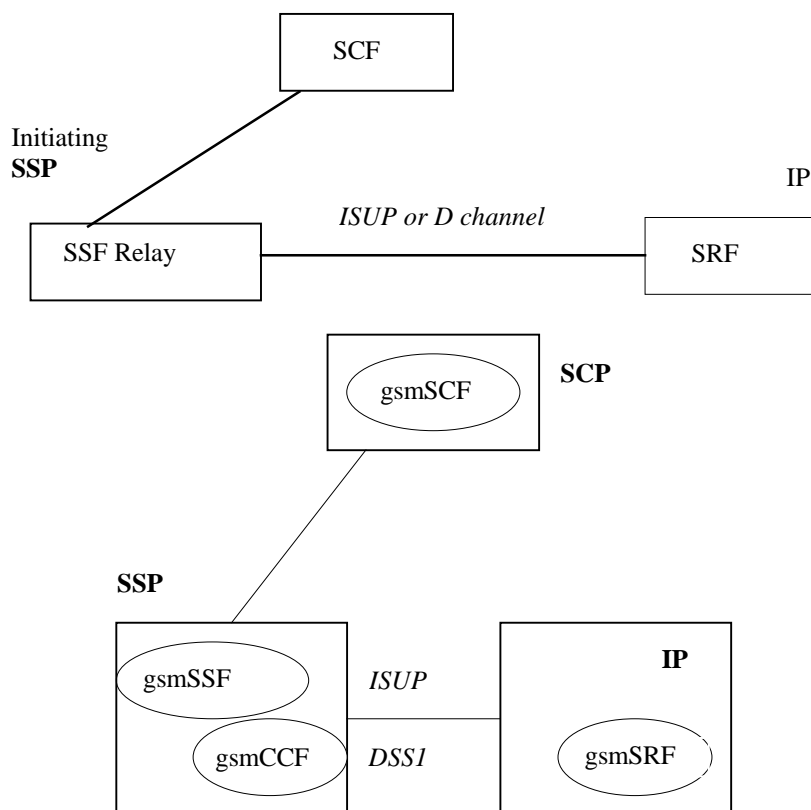 SCF
Initiating
SSP
IP
ISUP or D channel
SSF Relay
SRF
gsmSCF
SCP
SSP
gsmSSF
ISUP
IP
gsmCCF
DSS1
gsmSRF